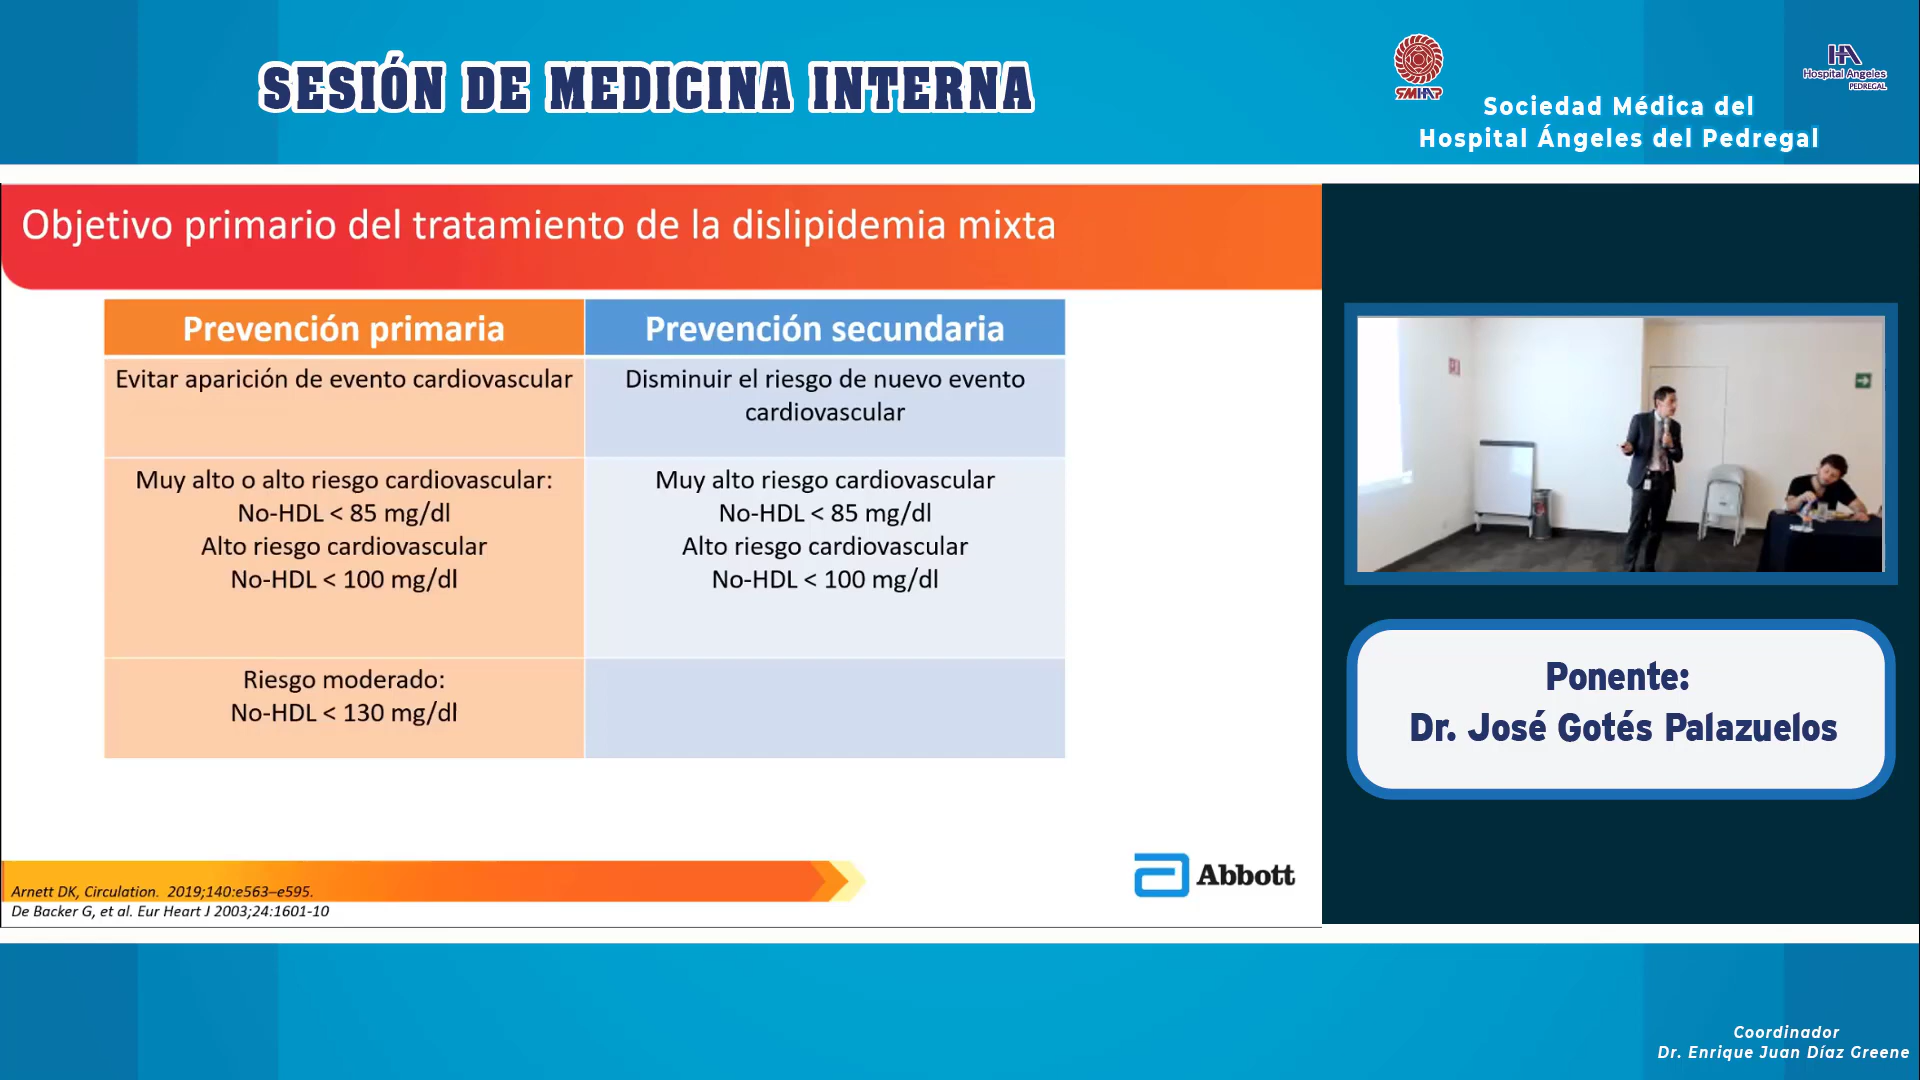 SESIÓN DE MEDICINA INTERNA
SMHAP
Hospital Angeles
PEDREGAL
Sociedad Médica del
Hospital Ángeles del Pedregal
Objetivo primario del tratamiento de la dislipidemia mixta
Prevención primaria
Prevención secundaria
Evitar aparición de evento cardiovascular
Disminuir el riesgo de nuevo evento
cardiovascular
Muy alto o alto riesgo cardiovascular:
No-HDL < 85 mg/dl
Alto riesgo cardiovascular
No-HDL < 100 mg/dl
Muy alto riesgo cardiovascular
No-HDL < 85 mg/dl
Alto riesgo cardiovascular
No-HDL < 100 mg/dl
Riesgo moderado:
No-HDL < 130 mg/dl
Arnett DK, Circulation. 2019;140:e563–e595.
De Backer G, et al. Eur Heart J 2003;24:1601-10
Abbott
Ponente:
Dr. José Gotés Palazuelos
Coordinador
Dr. Enrique Juan Díaz Greene